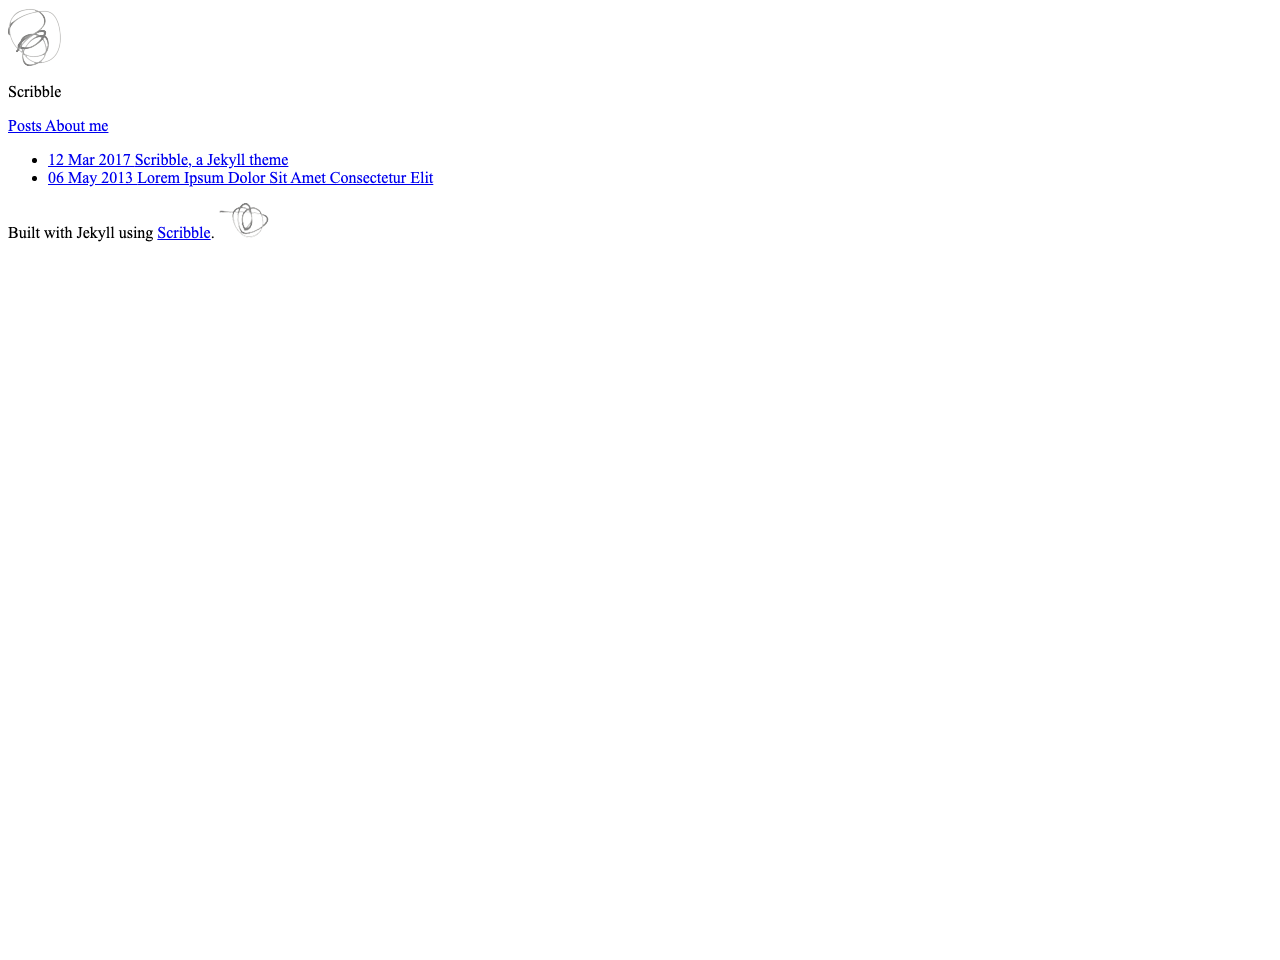 Scribble
Posts About me
12 Mar 2017 Scribble, a Jekyll theme
06 May 2013 Lorem Ipsum Dolor Sit Amet Consectetur Elit
Built with Jekyll using Scribble.